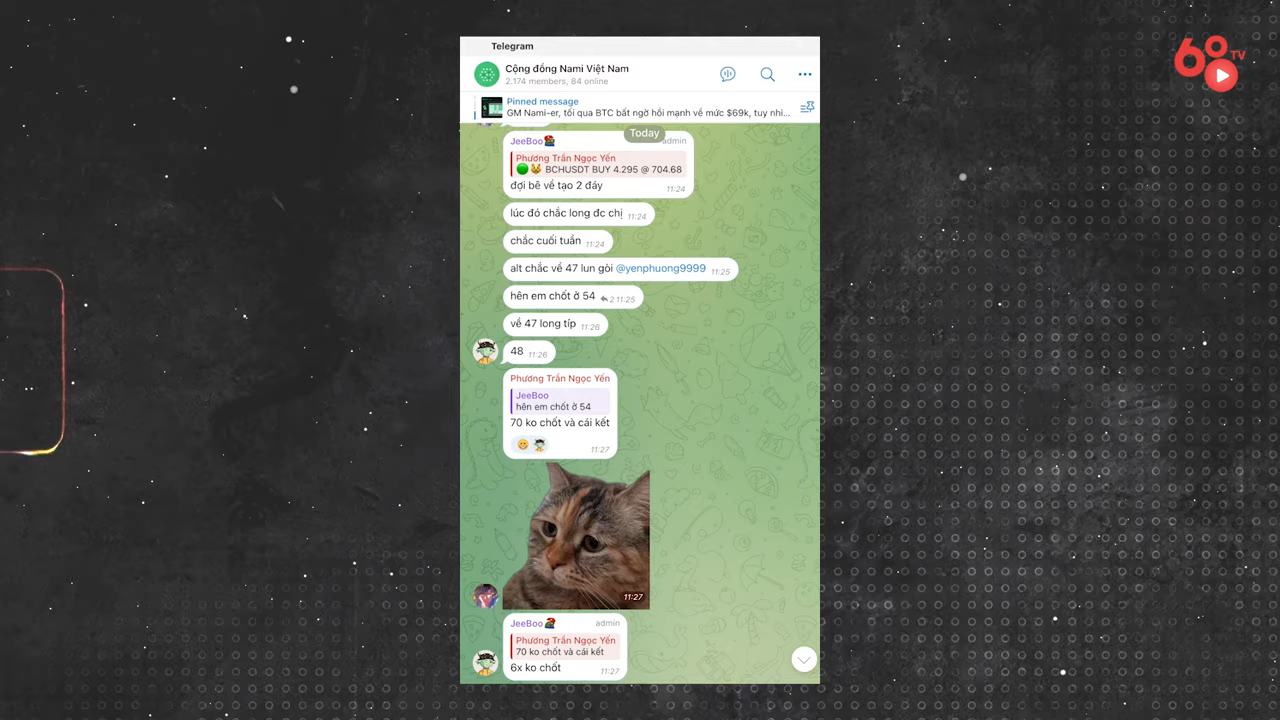 60 TV
Telegram
Cộng đồng Nami Việt Nam
2.174 members, 84 online
Pinned message
GM Nami-er, tối qua BTC bất ngờ hồi mạnh về mức $69k, tuy nhi...
Today
JeeBoo admin
Phương Trần Ngọc Yến
BCHUSDT BUY 4.295 @ 704.68
đợi bê về tạo 2 đáy 11:24
lúc đó chắc long đc chị 11:24
chắc cuối tuần 11:24
alt chắc về 47 lun gòi @yenphuong9999 11:25
hên em chốt ở 54 2 11:25
về 47 long típ 11:26
48 11:26
Phương Trần Ngọc Yến
JeeBoo
hên em chốt ở 54
70 ko chốt và cái kết
11:27
11:27
JeeBoo admin
Phương Trần Ngọc Yến
70 ko chốt và cái kết
6x ko chốt 11:27